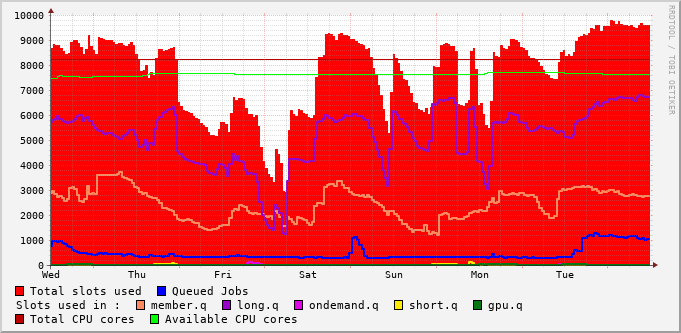 10000
9000
8000
7000
6000
5000
4000
3000
2000
1000
0
Wed Thu Fri Sat Sun Mon Tue
Total slots used Queued Jobs
Slots used in : member.q long.q ondemand.q short.q gpu.q
Total CPU cores Available CPU cores
RRDTOOL / TOBI OETIKER